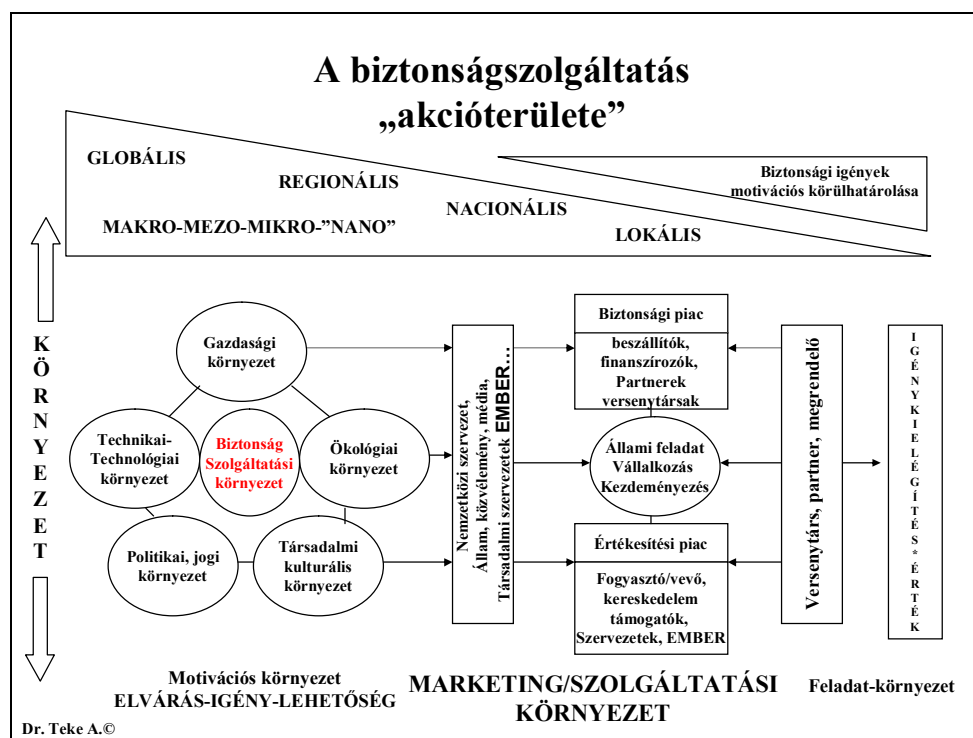 A biztonságszolgáltatás
„akcióterülete”
GLOBÁLIS
REGIONÁLIS
NACIONÁLIS
LOKÁLIS
MAKRO-MEZO-MIKRO-”NANO”
Biztonsági igények
motivációs körülhatárolása
KÖRNYEZET
Gazdasági
környezet
Technikai-
Technológiai
környezet
Biztonság
Szolgáltatási
környezet
Ökológiai
környezet
Politikai, jogi
környezet
Társadalmi
kulturális
környezet
Nemzetközi szervezet,
Állam, közvélemény, média,
Társadalmi szervezetek EMBER…
Biztonsági piac
beszállítók,
finanszírozók,
Partnerek
versenytársak
Állami feladat
Vállalkozás
Kezdeményezés
Értékesítési piac
Fogyasztó/vevő,
kereskedelem
támogatók,
Szervezetek, EMBER
Versenytárs, partner, megrendelő
IGÉNYKIELÉGÍTÉS*ÉRTÉK
Motivációs környezet
ELVÁRÁS-IGÉNY-LEHETŐSÉG
MARKETING/SZOLGÁLTATÁSI
KÖRNYEZET
Feladat-környezet
Dr. Teke A.©